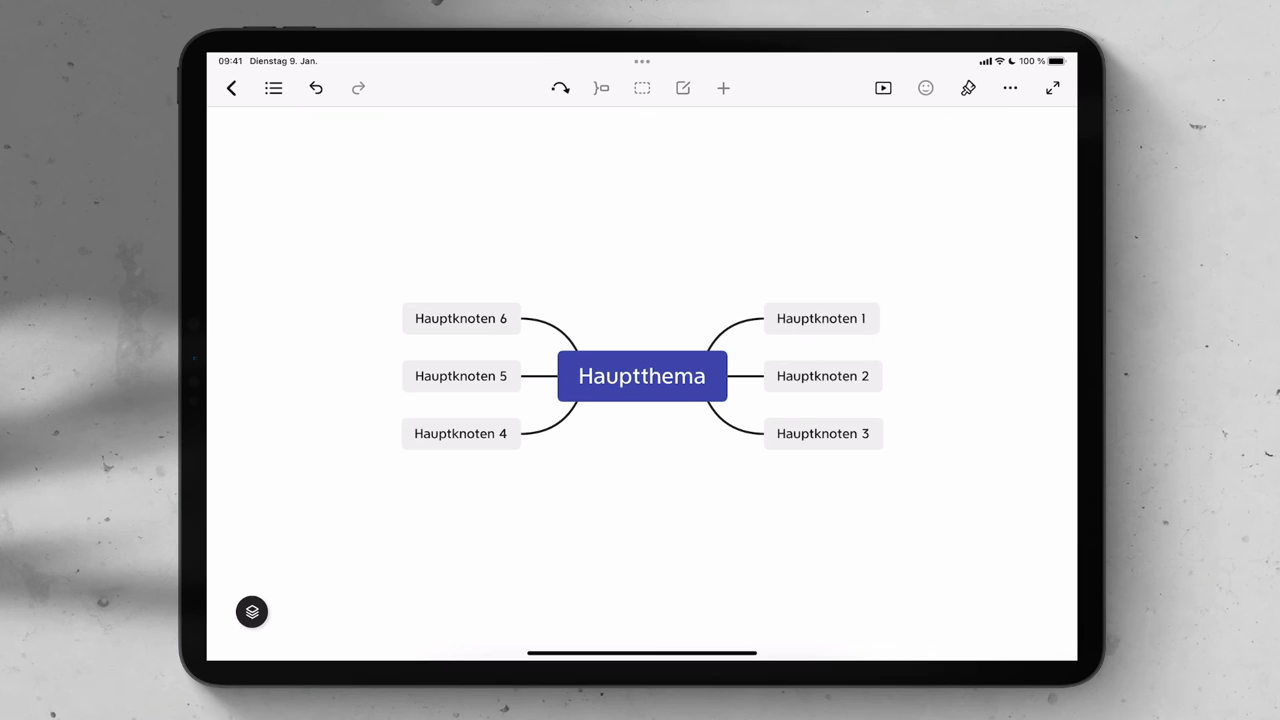 09:41 Dienstag 9. Jan.
100 %
Hauptknoten 6
Hauptknoten 1
Hauptthema
Hauptknoten 5
Hauptknoten 2
Hauptknoten 4
Hauptknoten 3